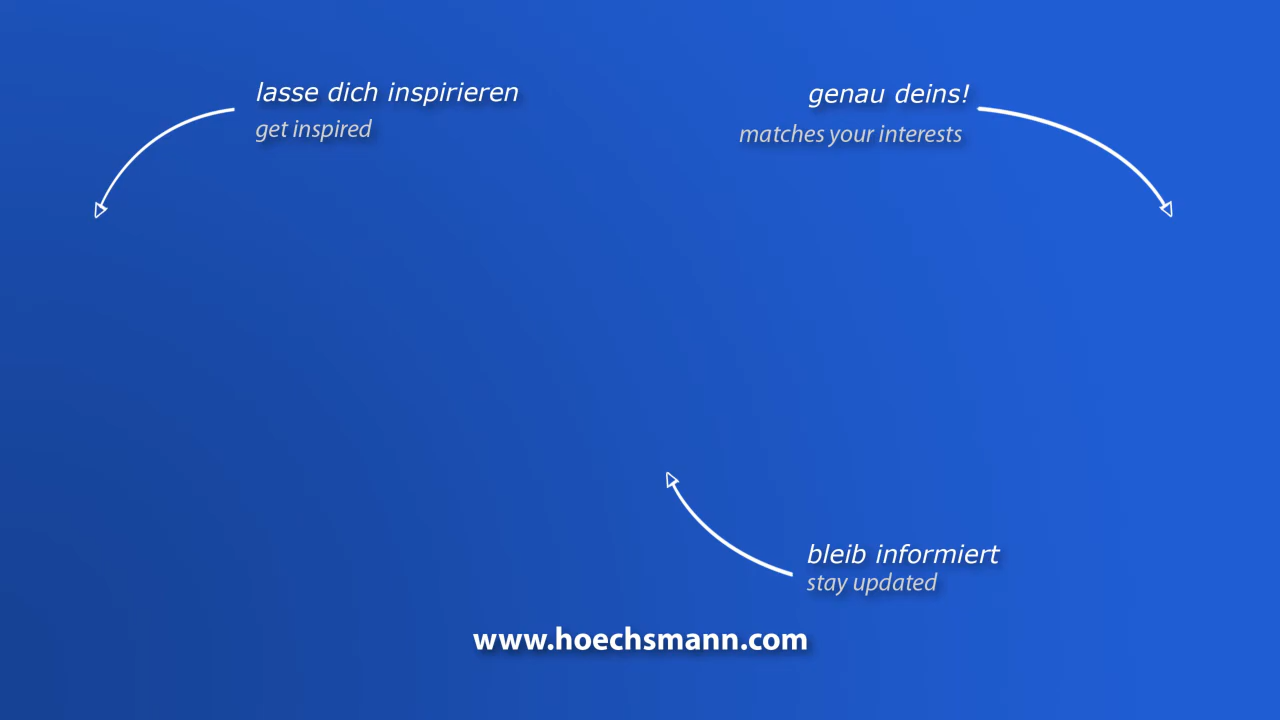 lasse dich inspirieren
get inspired
genau deins!
matches your interests
bleib informiert
stay updated
www.hoechsmann.com